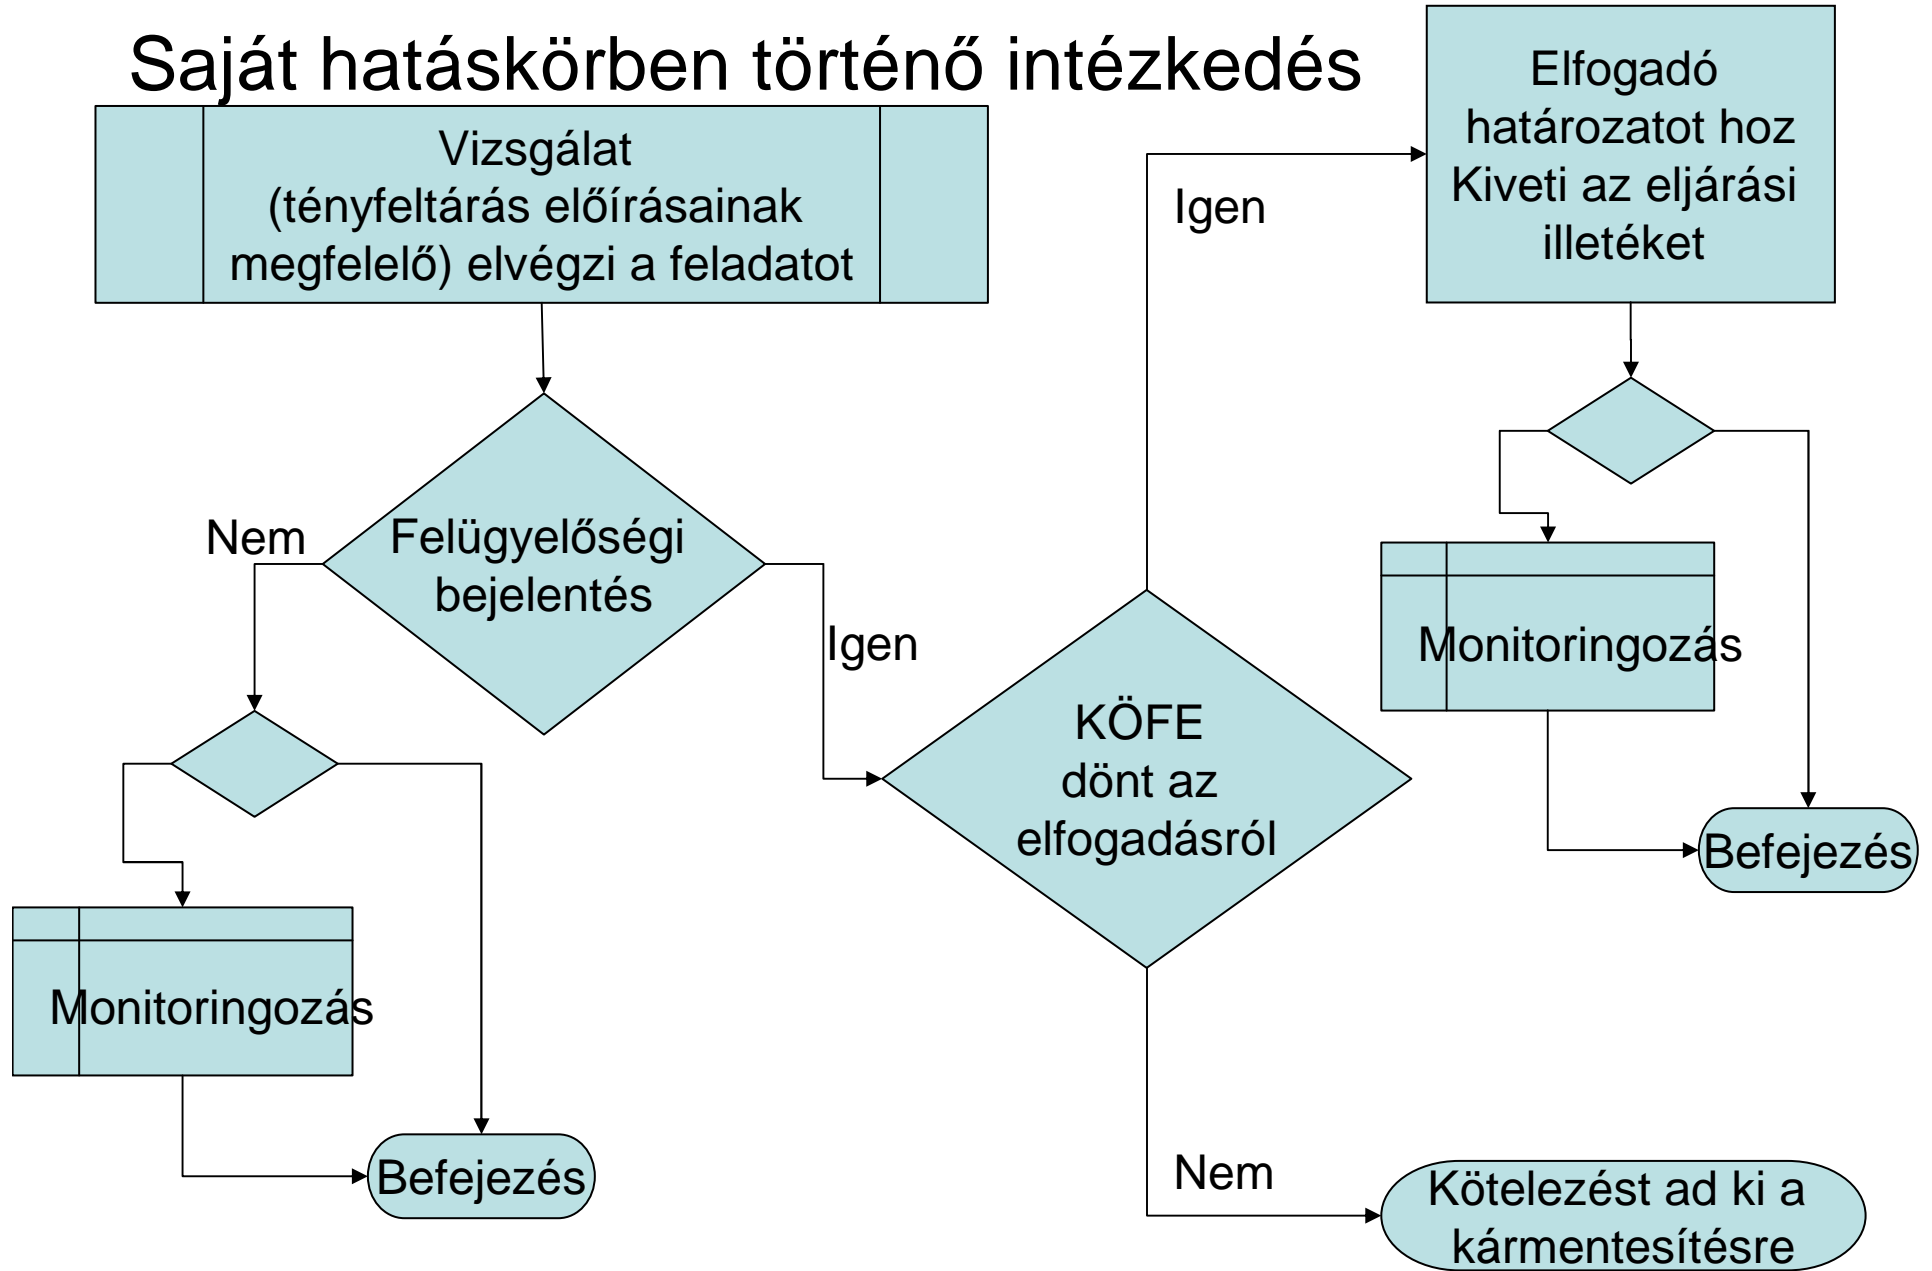 Saját hatáskörben történő intézkedés
Vizsgálat
(tényfeltárás előírásainak
megfelelő) elvégzi a feladatot
Felügyelőségi
bejelentés
Nem
Igen
Monitoringozás
Befejezés
KÖFE
dönt az
elfogadásról
Igen
Elfogadó
határozatot hoz
Kiveti az eljárási
illetéket
Monitoringozás
Befejezés
Nem
Kötelezést ad ki a
kármentesítésre